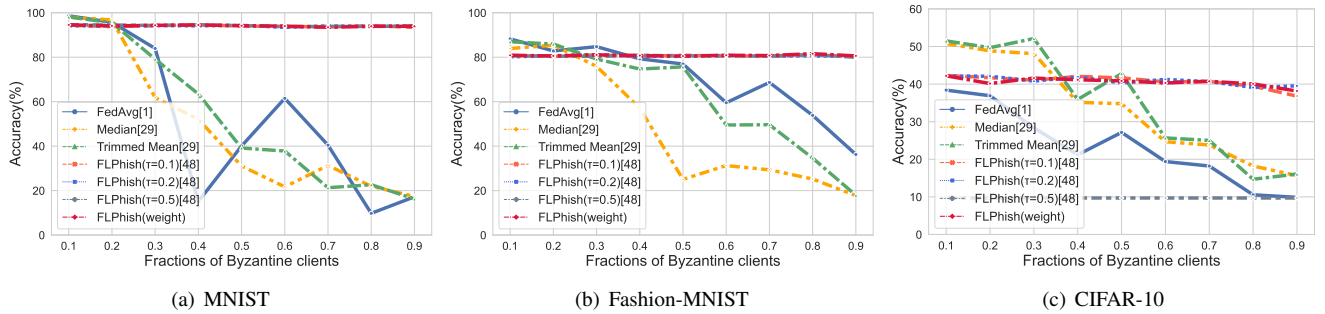 100
80
60
40
20
0
Accuracy(%)
FedAvg[1]
Median[29]
Trimmed Mean[29]
FLPhish(τ=0.1)[48]
FLPhish(τ=0.2)[48]
FLPhish(τ=0.5)[48]
FLPhish(weight)
0.1 0.2 0.3 0.4 0.5 0.6 0.7 0.8 0.9
Fractions of Byzantine clients
(a) MNIST
100
80
60
40
20
0
Accuracy(%)
FedAvg[1]
Median[29]
Trimmed Mean[29]
FLPhish(τ=0.1)[48]
FLPhish(τ=0.2)[48]
FLPhish(τ=0.5)[48]
FLPhish(weight)
0.1 0.2 0.3 0.4 0.5 0.6 0.7 0.8 0.9
Fractions of Byzantine clients
(b) Fashion-MNIST
60
50
40
30
20
10
0
Accuracy(%)
FedAvg[1]
Median[29]
Trimmed Mean[29]
FLPhish(τ=0.1)[48]
FLPhish(τ=0.2)[48]
FLPhish(τ=0.5)[48]
FLPhish(weight)
0.1 0.2 0.3 0.4 0.5 0.6 0.7 0.8 0.9
Fractions of Byzantine clients
(c) CIFAR-10